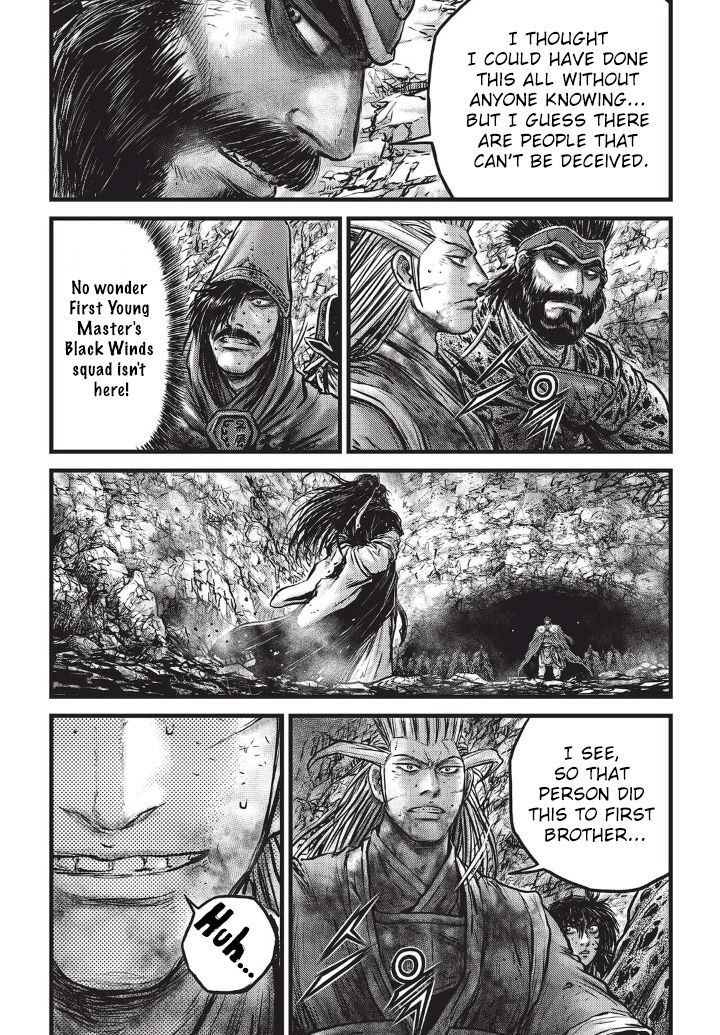 I THOUGHT
I COULD HAVE DONE
THIS ALL WITHOUT
ANYONE KNOWING...
BUT I GUESS THERE
ARE PEOPLE THAT
CAN'T BE DECEIVED.
No wonder
First Young
Master's
Black Winds
squad isn't
here!
I SEE,
SO THAT
PERSON DID
THIS TO FIRST
BROTHER...
Huh...